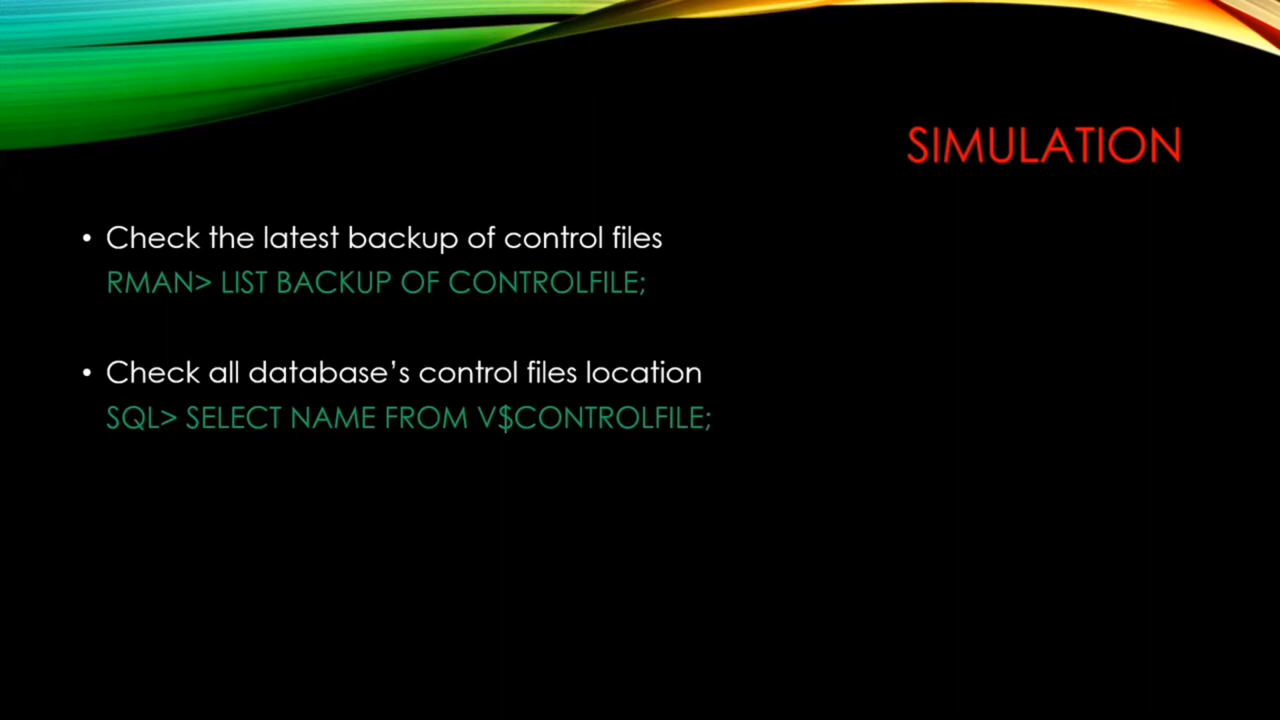 SIMULATION
• Check the latest backup of control files
RMAN> LIST BACKUP OF CONTROLFILE;
• Check all database’s control files location
SQL> SELECT NAME FROM V$CONTROLFILE;